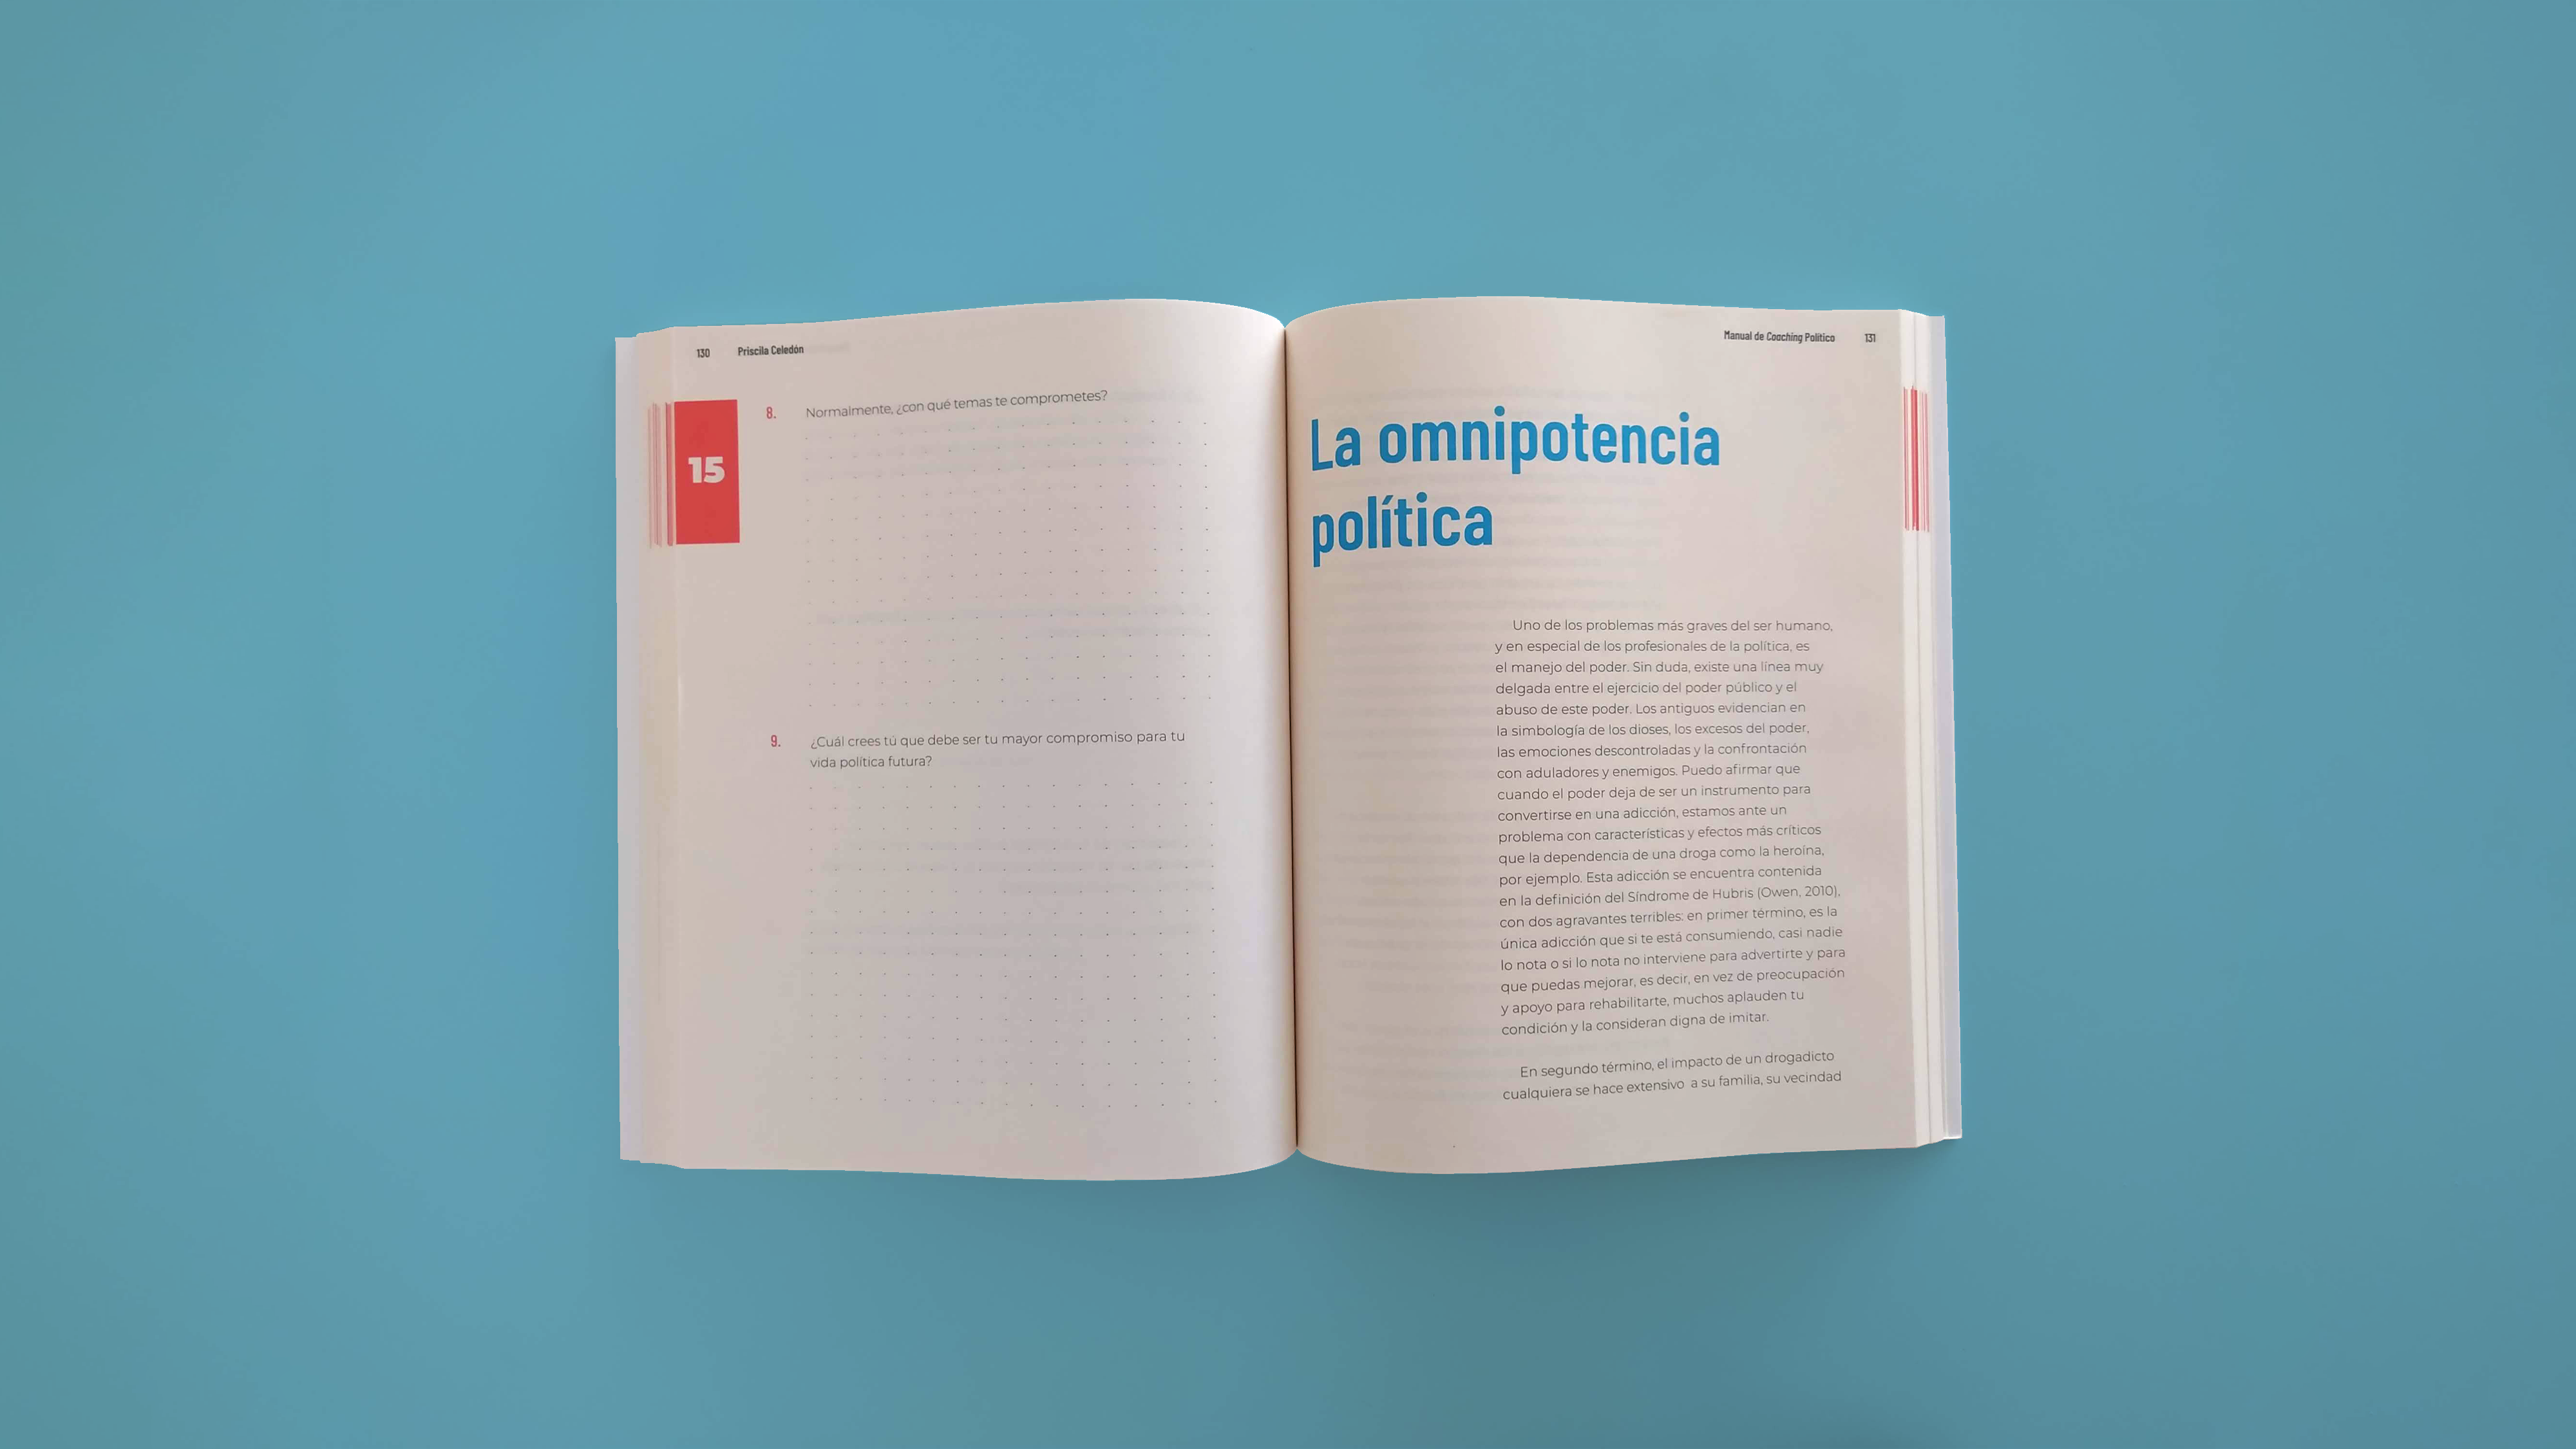 130 Priscila Celedón
15
8. Normalmente, ¿con qué temas te comprometes?
9. ¿Cuál crees tú que debe ser tu mayor compromiso para tu
vida política futura?
Manual de Coaching Político 131
La omnipotencia
política
Uno de los problemas más graves del ser humano,
y en especial de los profesionales de la política, es
el manejo del poder. Sin duda, existe una línea muy
delgada entre el ejercicio del poder público y el
abuso de este poder. Los antiguos evidencian en
la simbología de los dioses, los excesos del poder,
las emociones descontroladas y la confrontación
con aduladores y enemigos. Puedo afirmar que
cuando el poder deja de ser un instrumento para
convertirse en una adicción, estamos ante un
problema con características y efectos más críticos
que la dependencia de una droga como la heroína,
por ejemplo. Esta adicción se encuentra contenida
en la definición del Síndrome de Hubris (Owen, 2010),
con dos agravantes terribles: en primer término, es la
única adicción que si te está consumiendo, casi nadie
lo nota o si lo nota no interviene para advertirte y para
que puedas mejorar, es decir, en vez de preocupación
y apoyo para rehabilitarte, muchos aplauden tu
condición y la consideran digna de imitar.
En segundo término, el impacto de un drogadicto
cualquiera se hace extensivo a su familia, su vecindad